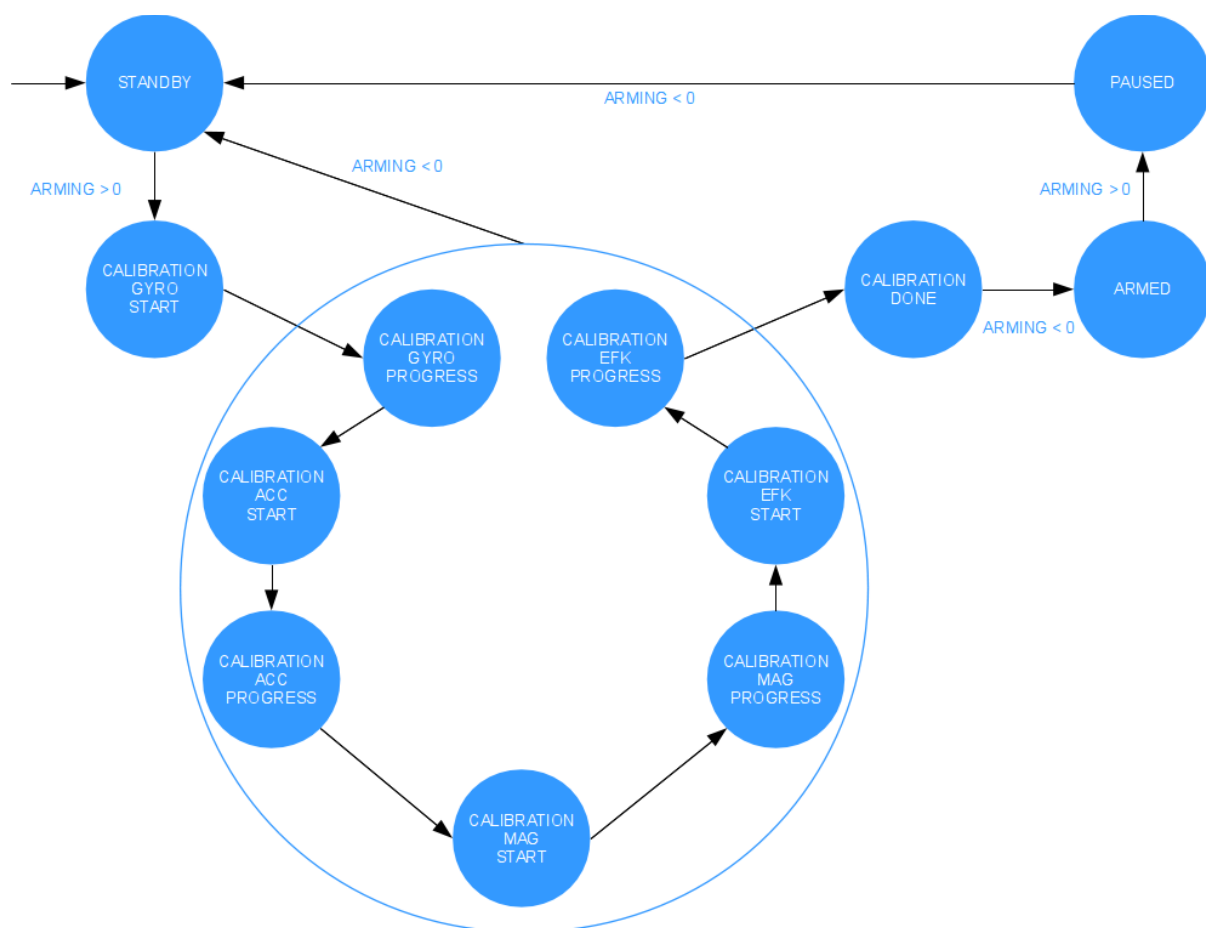 STANDBY
PAUSED
ARMING < 0
ARMING < 0
ARMING > 0
ARMING > 0
CALIBRATION
GYRO
START
CALIBRATION
DONE
ARMED
ARMING < 0
CALIBRATION
GYRO
PROGRESS
CALIBRATION
EFK
PROGRESS
CALIBRATION
ACC
START
CALIBRATION
EFK
START
CALIBRATION
ACC
PROGRESS
CALIBRATION
MAG
PROGRESS
CALIBRATION
MAG
START